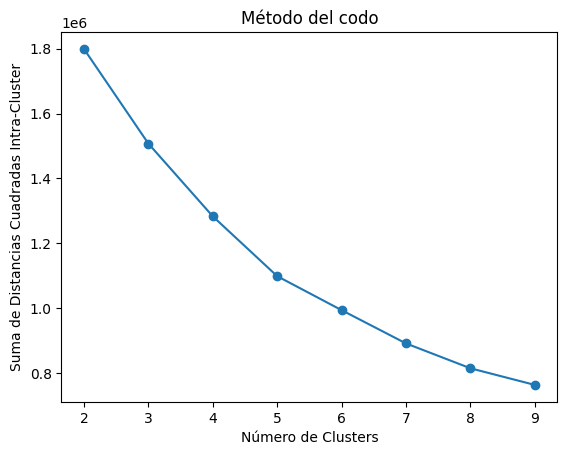 Método del codo
1e6
1.8
1.6
1.4
1.2
1.0
0.8
Suma de Distancias Cuadradas Intra-Cluster
2 3 4 5 6 7 8 9
Número de Clusters